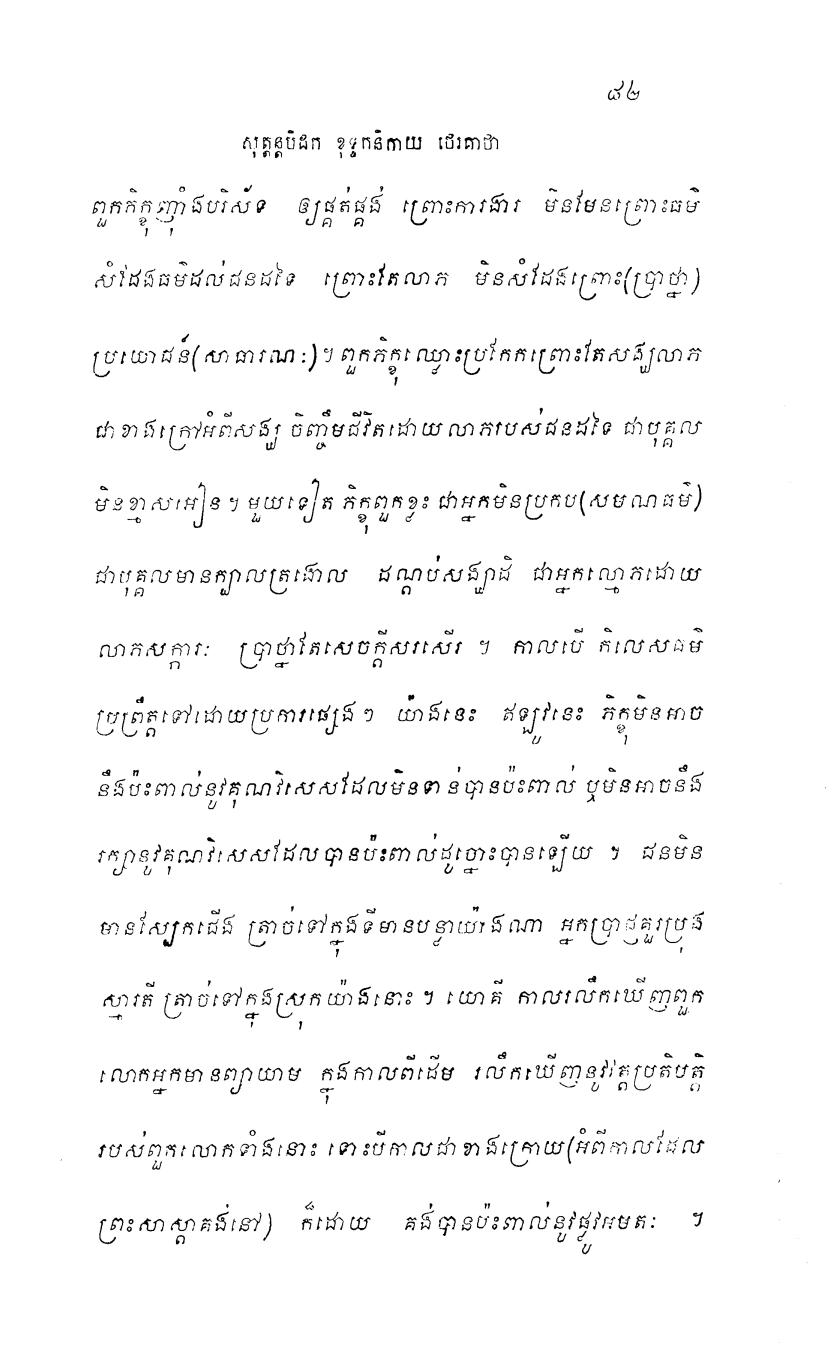 ៨២
សុត្តន្តបិដក ខុទ្ទកនិកាយ ថេរគាថា
ពួកភិក្ខុញ៉ាំងបរិស័ទ ឲ្យផ្គត់ផ្គង់ ព្រោះការងារ មិនមែនព្រោះធម៌
សំដែងធម៌ដល់ជនដទៃ ព្រោះតែលាភ មិនសំដែងព្រោះ(ប្រាថ្នា)
ប្រយោជន៍(សាធារណៈ)។ ពួកភិក្ខុឈ្លោះប្រកែកព្រោះតែសង្ឃលាភ
ជាខាងក្រៅអំពីសង្ឃ ចិញ្ចឹមជីវិតដោយលាភរបស់ជនដទៃ ជាបុគ្គល
មិនខ្មាសអៀន ។ មួយទៀត ភិក្ខុពួកខ្លះ ជាអ្នកមិនប្រកប(សមណធម៌)
ជាបុគ្គលមានក្បាលត្រងោល ដណ្តប់សង្ឃាដិ ជាអ្នកល្មោភដោយ
លាភសក្ការៈ ប្រាថ្នាតែសេចក្តីសរសើរ ។ កាលបើ កិលេសធម៌
ប្រព្រឹត្តទៅដោយប្រការផ្សេងៗ យ៉ាងនេះ ឥឡូវនេះ ភិក្ខុមិនអាច
នឹងប៉ះពាល់នូវគុណវិសេសដែលមិនទាន់បានប៉ះពាល់ ឬមិនអាចនឹង
រក្សានូវគុណវិសេសដែលបានប៉ះពាល់ដូច្នោះបានឡើយ ។ ជនមិន
មានស្បែកជើង ត្រាច់ទៅក្នុងទីមានបន្លាយ៉ាងណា អ្នកប្រាជ្ញគួរប្រុង
ស្មារតី ត្រាច់ទៅក្នុងស្រុកយ៉ាងនោះ ។ យោគី កាលរលឹកឃើញពួក
លោកអ្នកមានព្យាយាម ក្នុងកាលពីដើម រលឹកឃើញនូវវត្តប្រតិបត្តិ
របស់ពួកលោកទាំងនោះ ទោះបីកាលជាខាងក្រោយ(អំពីកាលដែល
ព្រះសាស្តាគង់នៅ) ក៏ដោយ គង់បានប៉ះពាល់នូវផ្លូវអមតៈ ។